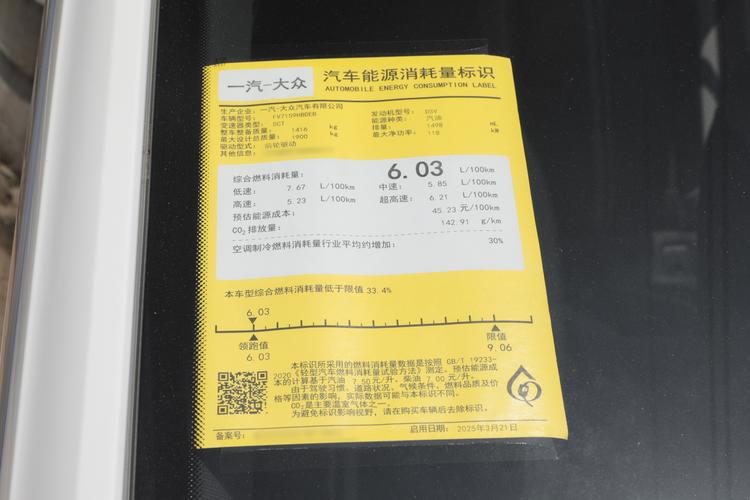 一汽-大众
汽车能源消耗量标识
AUTOMOBILE ENERGY CONSUMPTION LABEL
生产企业: 一汽-大众汽车有限公司
车辆型号: FV7159HBDEB
发动机型号: DSV
变速器类型: DCT
能源种类: 汽油
整车整备质量: 1416 kg
排量: 1498 mL
最大设计总质量: 1900 kg
最大净功率: 118 kW
驱动型式: 前轮驱动
其他信息:
综合燃料消耗量: 6.03 L/100km
低速: 7.67 L/100km 中速: 5.85 L/100km
高速: 5.23 L/100km 超高速: 6.21 L/100km
预估能源成本: 45.23 元/100km
CO₂排放量: 142.91 g/km
空调制冷燃料消耗量行业平均约增加: 30%
本车型综合燃料消耗量低于限值 33.4%
6.03
领跑值
6.03
限值
9.06
本标识所采用的燃料消耗量数据是按照 GB/T 19233-
2020《轻型汽车燃料消耗量试验方法》测定。预估能源成
本的计算基于汽油 7.50元/升、柴油 7.00元/升。
由于驾驶习惯、道路状况、气候条件、燃料品质及价
格等因素的影响，实际数据可能与本标识不同。
CO₂是主要温室气体之一。
为避免标识影响视野，请在购买车辆后去除标识。
备案号:
启用日期: 2025年3月21日